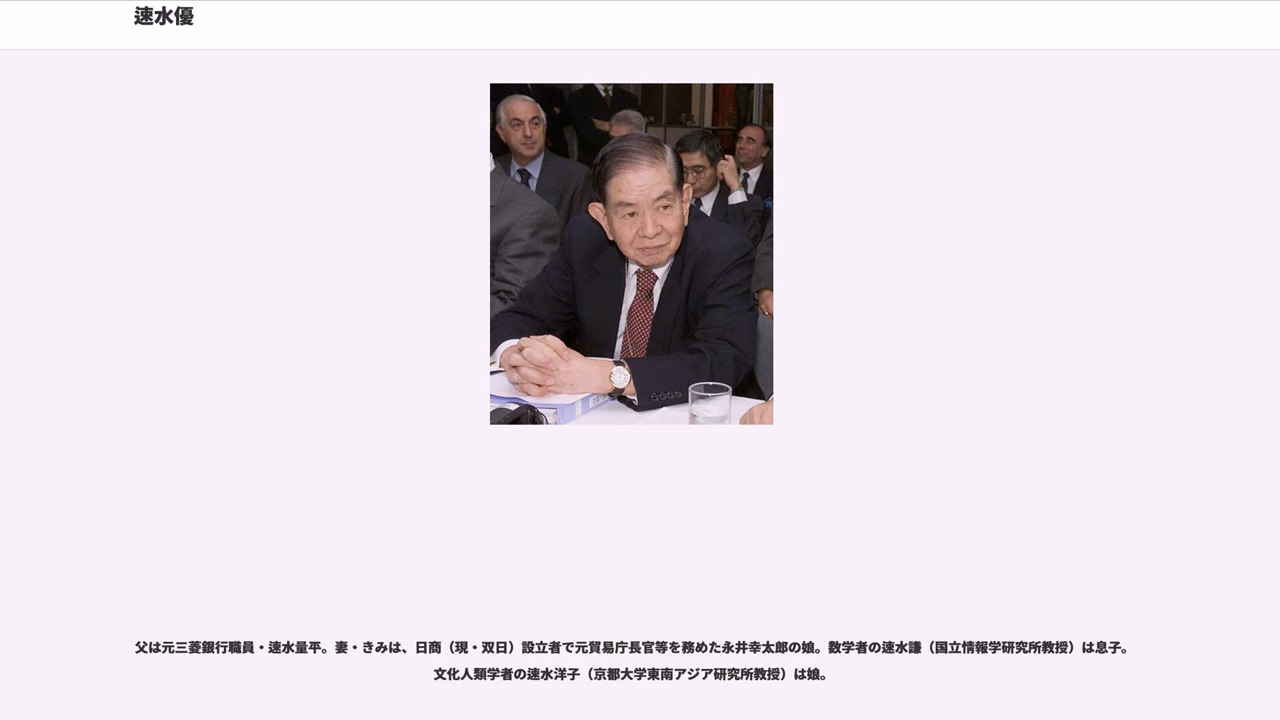 速水優
父は元三菱銀行職員・速水量平。妻・きみは、日商（現・双日）設立者で元貿易庁長官等を務めた永井幸太郎の娘。数学者の速水謙（国立情報学研究所教授）は息子。
文化人類学者の速水洋子（京都大学東南アジア研究所教授）は娘。